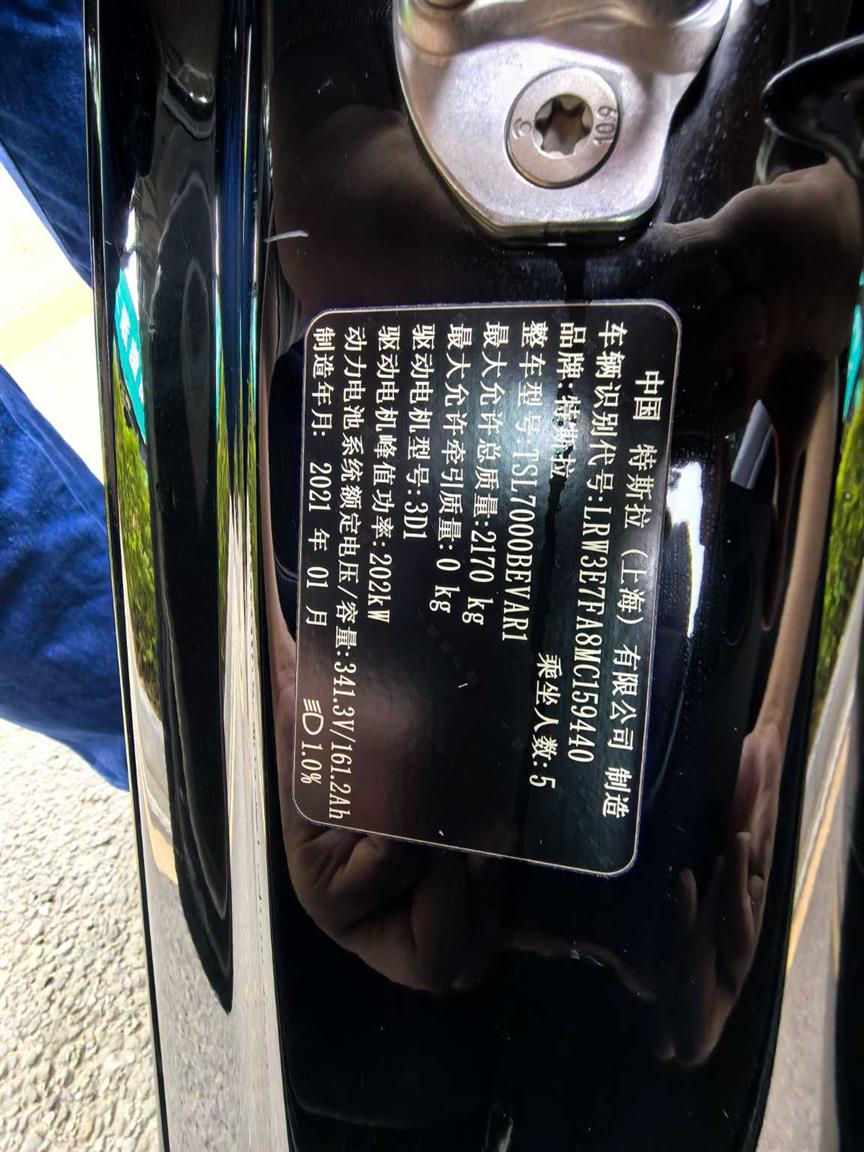 中国 特斯拉（上海）有限公司 制造
车辆识别代号:LRW3E7FA8MC159440
品牌:特斯拉 乘坐人数:5
整车型号:TSL7000BEVAR1
最大允许总质量:2170 kg
最大允许牵引质量:0 kg
驱动电机型号:3D1
驱动电机峰值功率:202kW
动力电池系统额定电压/容量:341.3V/161.2Ah
制造年月: 2021 年 01 月 1.0%
109